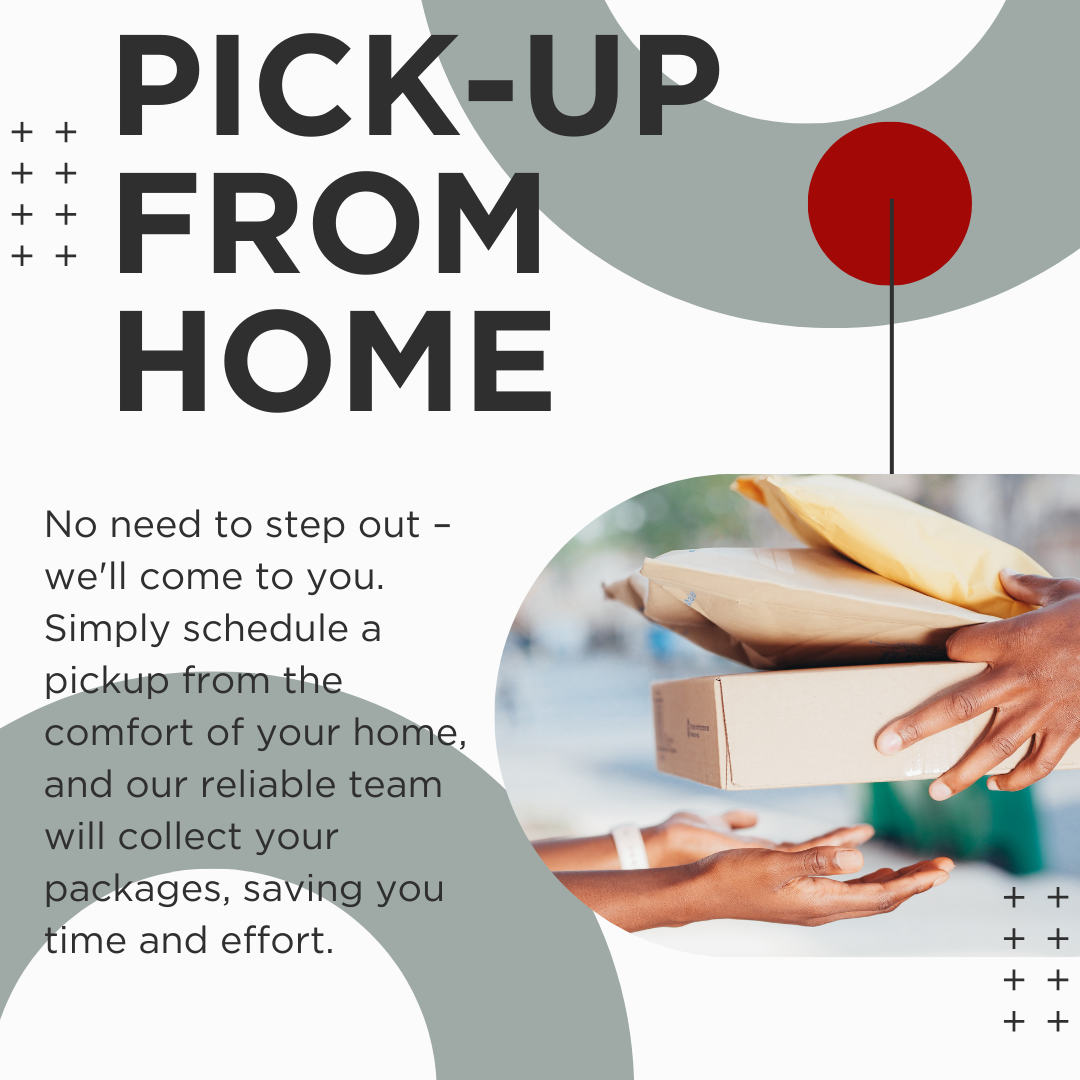 PICK-UP
FROM
HOME
No need to step out –
we'll come to you.
Simply schedule a
pickup from the
comfort of your home,
and our reliable team
will collect your
packages, saving you
time and effort.